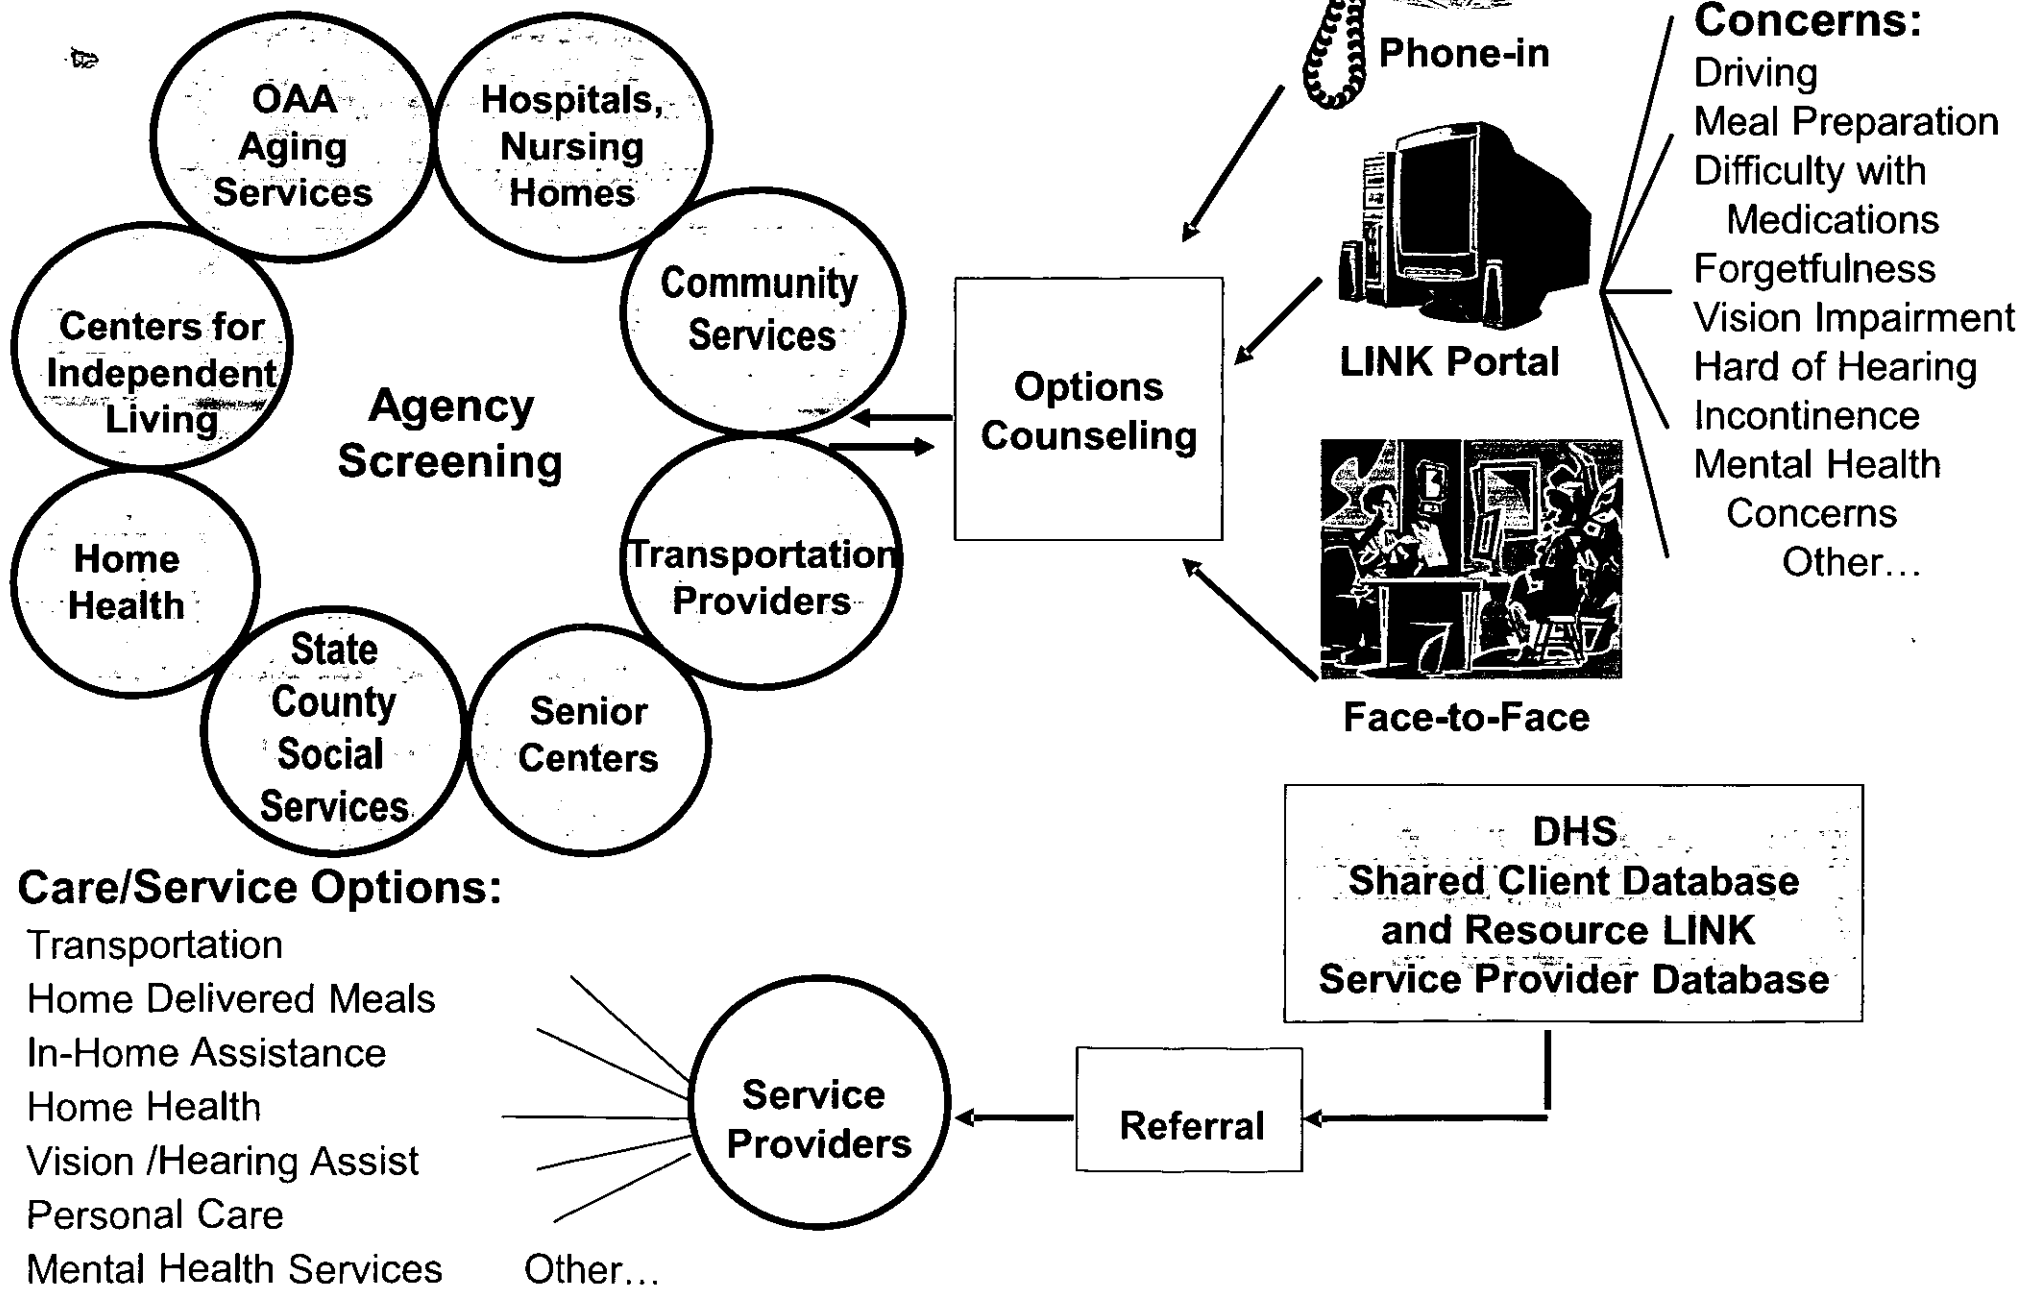 OAA
Aging
Services
Hospitals,
Nursing
Homes
Community
Services
Centers for
Independent
Living
Agency
Screening
Home
Health
State
County
Social
Services
Senior
Centers
Transportation
Providers
Options
Counseling
Phone-in
LINK Portal
Face-to-Face
Concerns:
Driving
Meal Preparation
Difficulty with
Medications
Forgetfulness
Vision Impairment
Hard of Hearing
Incontinence
Mental Health
Concerns
Other...
DHS
Shared Client Database
and Resource LINK
Service Provider Database
Referral
Service
Providers
Care/Service Options:
Transportation
Home Delivered Meals
In-Home Assistance
Home Health
Vision /Hearing Assist
Personal Care
Mental Health Services Other...